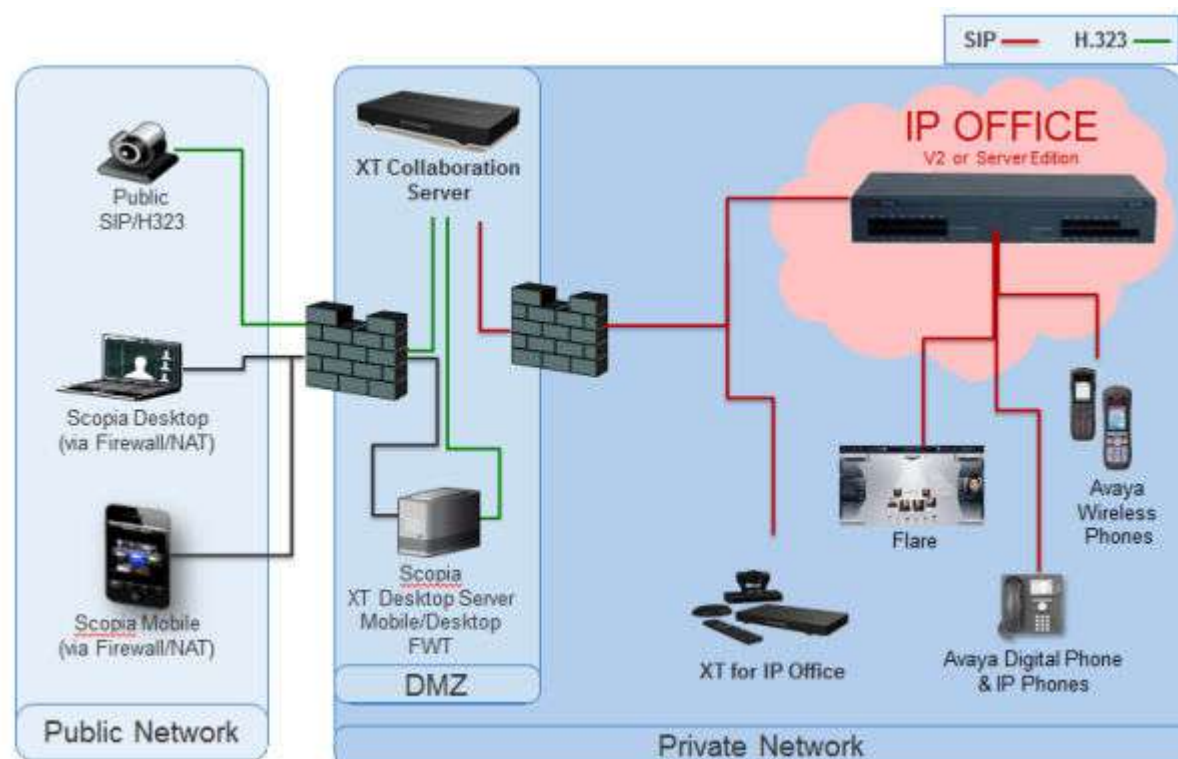 SIP H.323
IP OFFICE
V2 or Server Edition
XT Collaboration
Server
Public
SIP/H323
Scopia Desktop
(via Firewall/NAT)
Scopia Mobile
(via Firewall/NAT)
Scopia
XT Desktop Server
Mobile/Desktop
FWT
DMZ
Flare
Avaya
Wireless
Phones
XT for IP Office
Avaya Digital Phone
& IP Phones
Public Network
Private Network